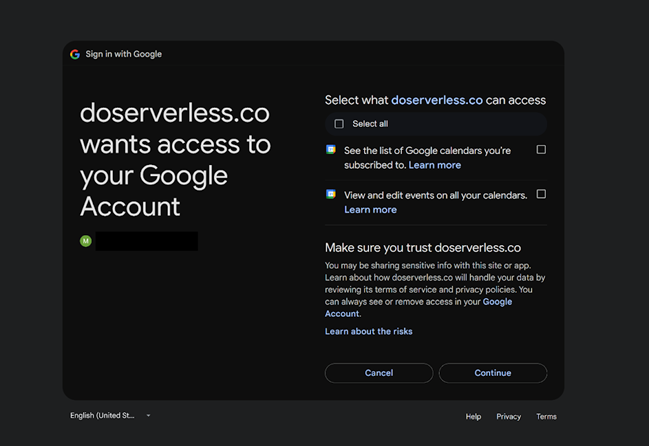 Sign in with Google
doserverless.co
wants access to
your Google
Account
M
Select what doserverless.co can access
Select all
See the list of Google calendars you're
subscribed to. Learn more
View and edit events on all your calendars.
Learn more
Make sure you trust doserverless.co
You may be sharing sensitive info with this site or app.
Learn about how doserverless.co will handle your data by
reviewing its terms of service and privacy policies. You
can always see or remove access in your Google
Account.
Learn about the risks
Cancel
Continue
English (United St...
Help
Privacy
Terms